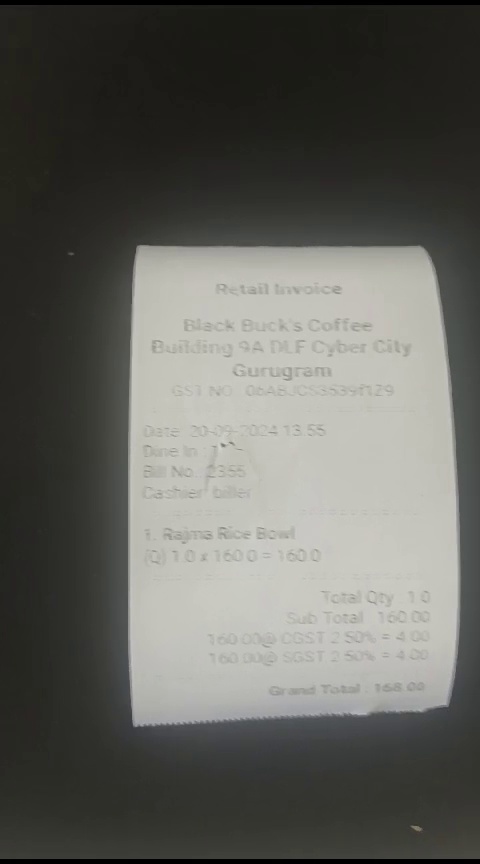 Retail Invoice
Black Buck's Coffee
Building 9A DLF Cyber City
Gurugram
GST NO
Date: 20-09-2024 13:55
Dine In :
Bill No.: 2355
Cashier: biller
1. Rajma Rice Bowl
(Q) 1.0 x 160.0 = 160.0
Total Qty : 1.0
Sub Total : 160.00
160.00@ CGST 2.50% = 4.00
160.00@ SGST 2.50% = 4.00
Grand Total : 168.00